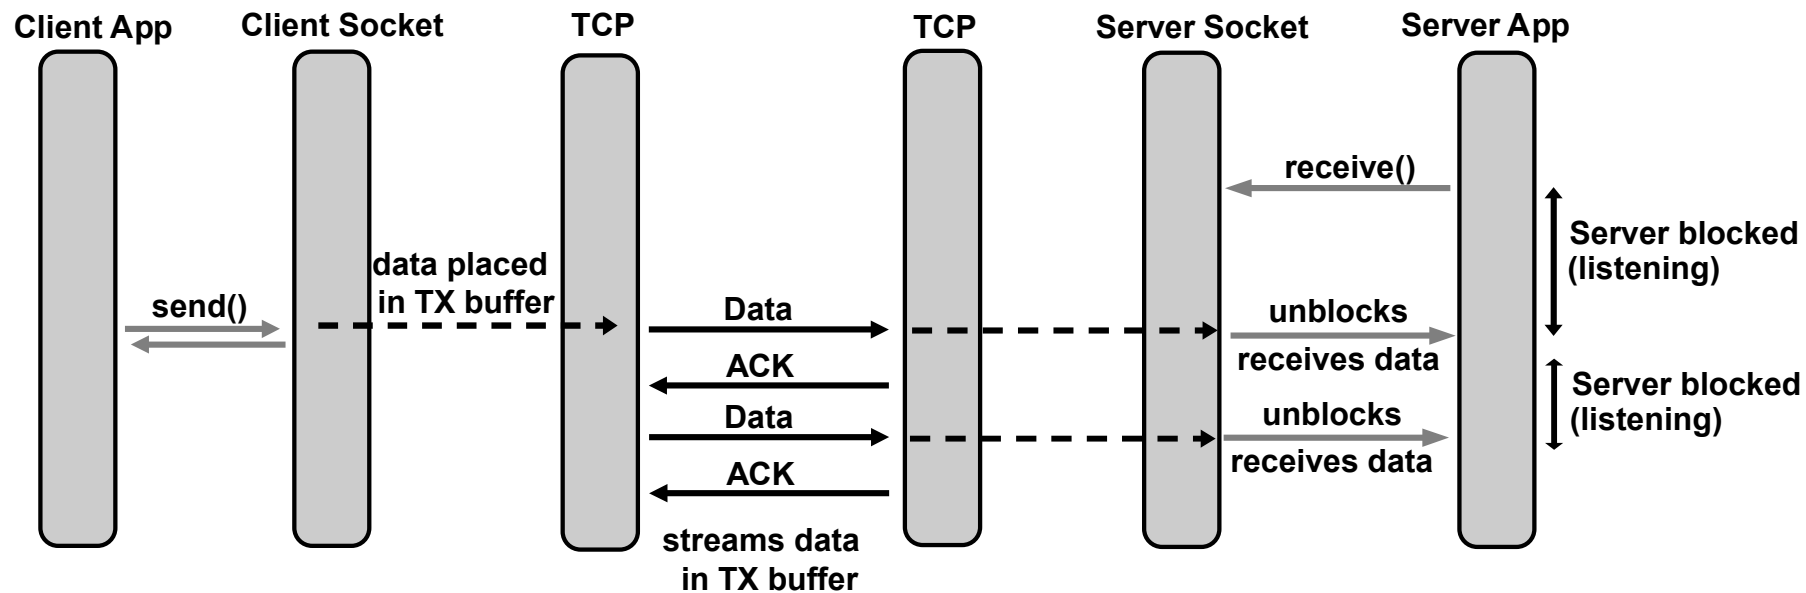 Client App
Client Socket
TCP
TCP
Server Socket
Server App
receive()
Server blocked
(listening)
data placed
in TX buffer
send()
Data
unblocks
receives data
ACK
Server blocked
(listening)
Data
unblocks
receives data
ACK
streams data
in TX buffer